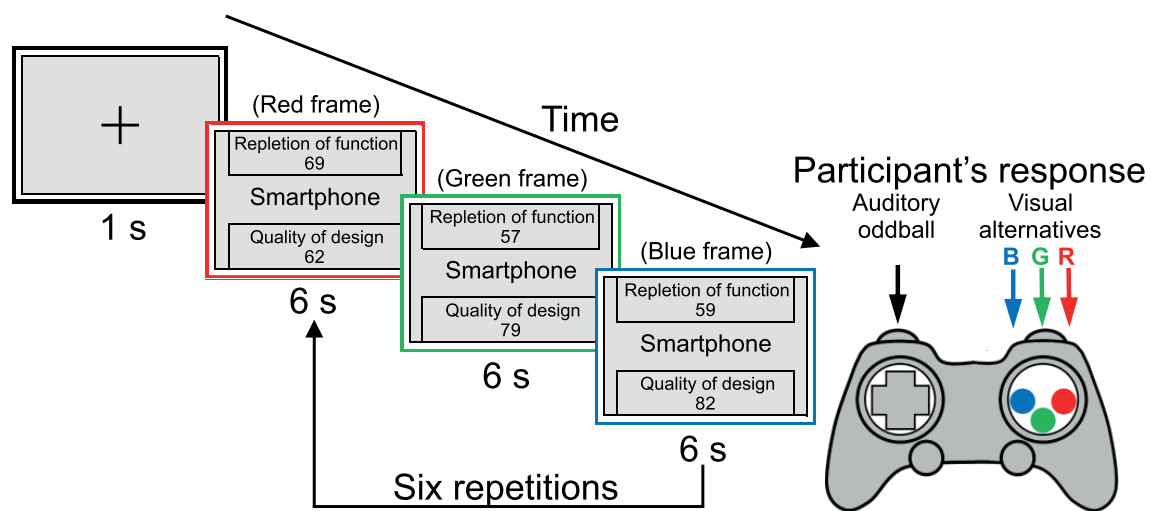 1 s
(Red frame)
Repletion of function
69
Smartphone
Quality of design
62
6 s
(Green frame)
Repletion of function
57
Smartphone
Quality of design
79
6 s
(Blue frame)
Repletion of function
59
Smartphone
Quality of design
82
6 s
Six repetitions
Time
Participant’s response
Auditory
oddball
Visual
alternatives
B G R